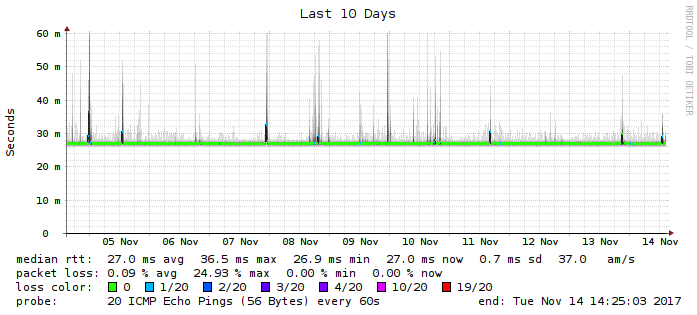 Last 10 Days
RRDTOOL / TOBI OETIKER
Seconds
60 m
50 m
40 m
30 m
20 m
10 m
0
05 Nov 06 Nov 07 Nov 08 Nov 09 Nov 10 Nov 11 Nov 12 Nov 13 Nov 14 Nov
median rtt: 27.0 ms avg 36.5 ms max 26.9 ms min 27.0 ms now 0.7 ms sd 37.0 am/s
packet loss: 0.09 % avg 24.93 % max 0.00 % min 0.00 % now
loss color: 0 1/20 2/20 3/20 4/20 10/20 19/20
probe: 20 ICMP Echo Pings (56 Bytes) every 60s end: Tue Nov 14 14:25:03 2017